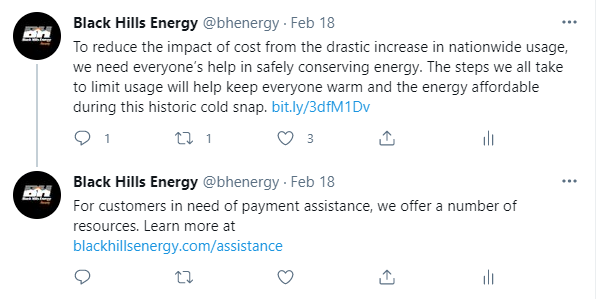 Black Hills Energy @bhenergy · Feb 18
To reduce the impact of cost from the drastic increase in nationwide usage,
we need everyone’s help in safely conserving energy. The steps we all take
to limit usage will help keep everyone warm and the energy affordable
during this historic cold snap. bit.ly/3dfM1Dv
1 1 3
Black Hills Energy @bhenergy · Feb 18
For customers in need of payment assistance, we offer a number of
resources. Learn more at
blackhillsenergy.com/assistance